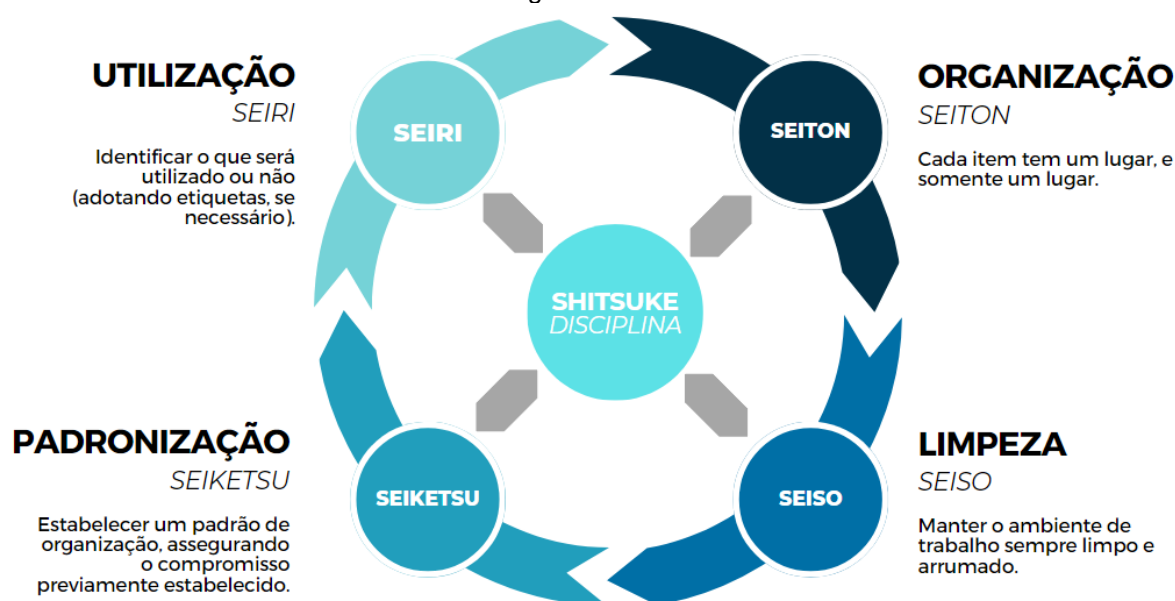 UTILIZAÇÃO
SEIRI
Identificar o que será
utilizado ou não
(adotando etiquetas, se
necessário).
SEIRI
SEITON
ORGANIZAÇÃO
SEITON
Cada item tem um lugar, e
somente um lugar.
SHITSUKE
DISCIPLINA
PADRONIZAÇÃO
SEIKETSU
Estabelecer um padrão de
organização, assegurando
o compromisso
previamente estabelecido.
SEIKETSU
SEISO
LIMPEZA
SEISO
Manter o ambiente de
trabalho sempre limpo e
arrumado.